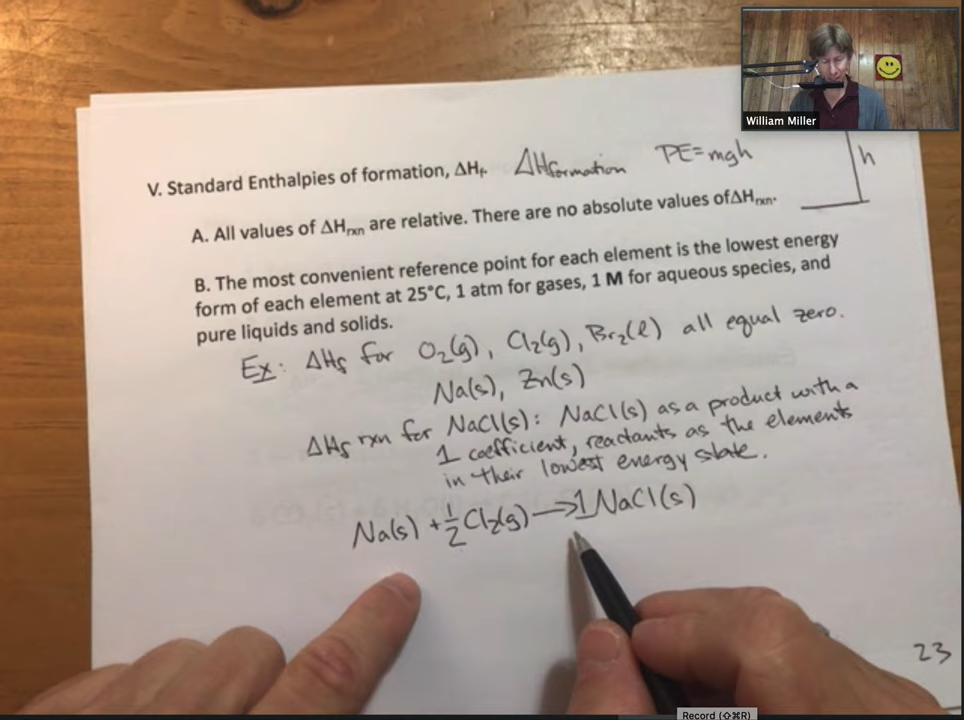 William Miller
V. Standard Enthalpies of formation, ΔHf. ΔHformation PE=mgh h
A. All values of ΔHrxn are relative. There are no absolute values ofΔHrxn.
B. The most convenient reference point for each element is the lowest energy
form of each element at 25°C, 1 atm for gases, 1 M for aqueous species, and
pure liquids and solids.
Ex: ΔHf for O₂(g), Cl₂(g), Br₂(l) all equal zero.
Na(s), Zn(s)
ΔHf rxn for NaCl(s): NaCl(s) as a product with a
1 coefficient, reactants as the elements
in their lowest energy state.
Na(s) + ½Cl₂(g) → 1 NaCl(s)
23
Record (⇧⌘R)